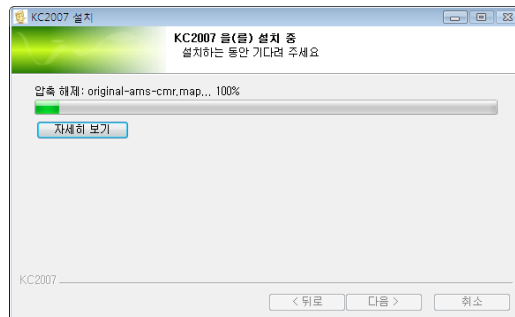 KC2007 설치
KC2007 을(를) 설치 중
설치하는 동안 기다려 주세요
압축 해제: original-ams-cmr.map... 100%
자세히 보기
KC2007
< 뒤로
다음 >
취소